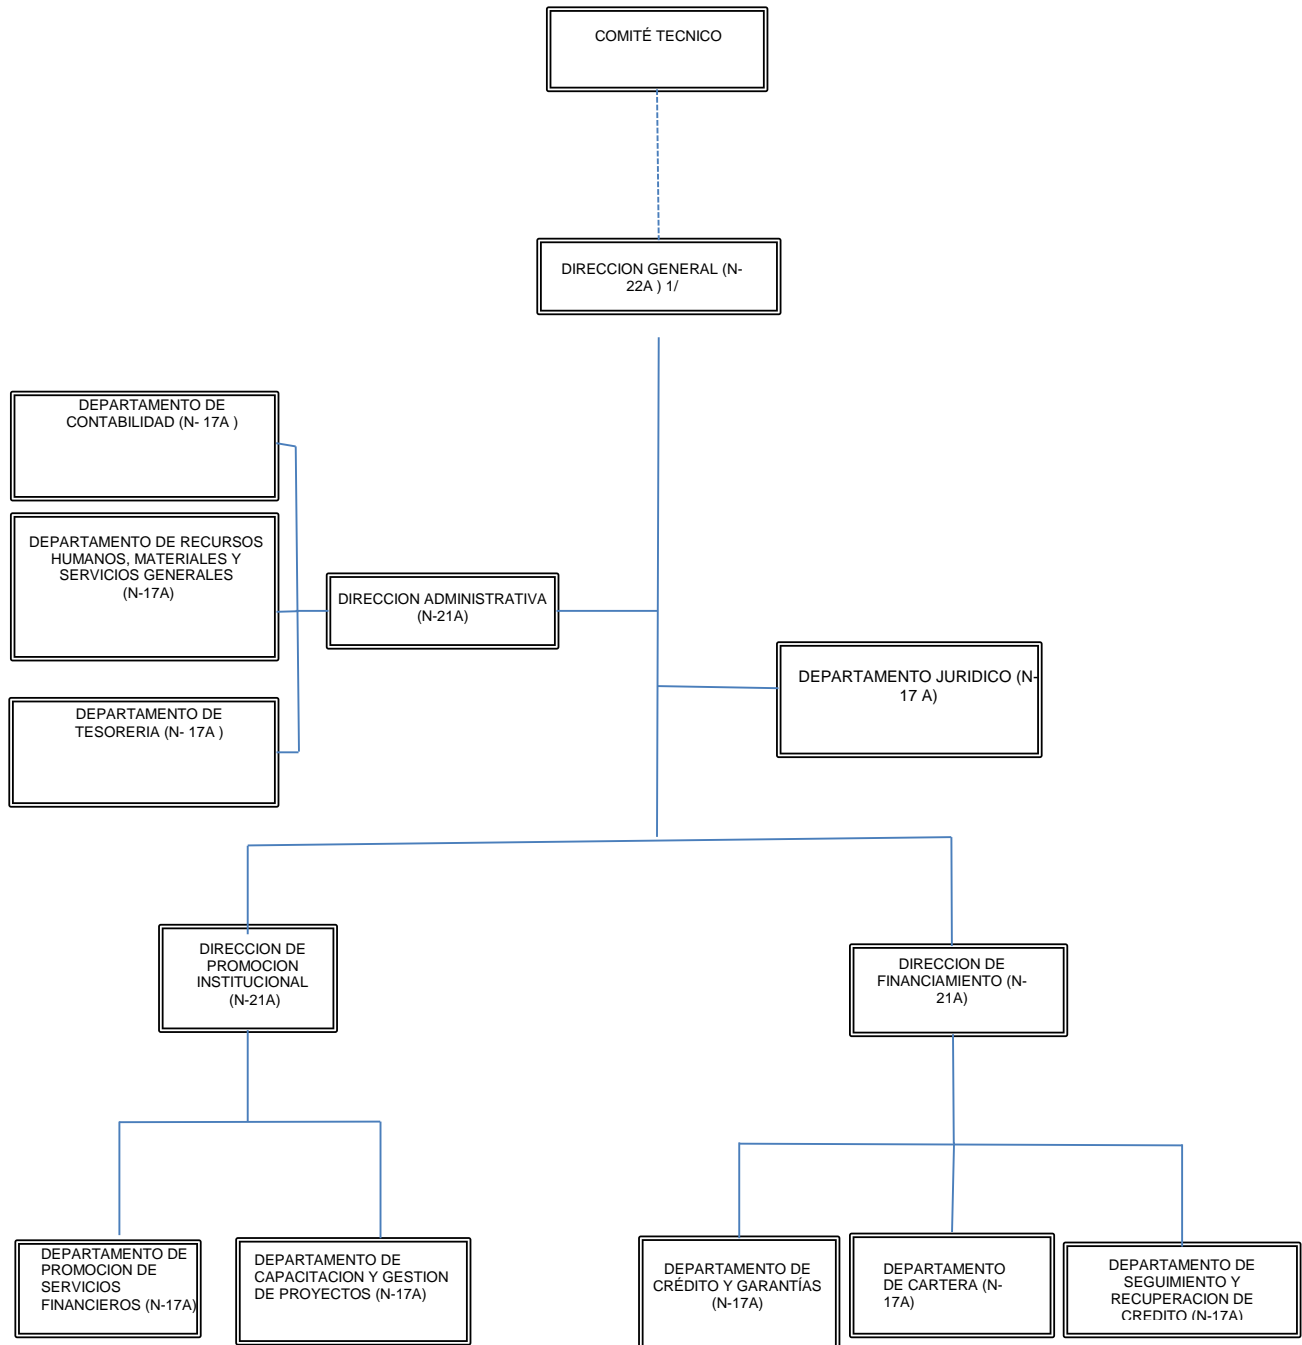 COMITÉ TECNICO
DIRECCION GENERAL (N-
22A ) 1/
DEPARTAMENTO DE
CONTABILIDAD (N- 17A )
DEPARTAMENTO DE RECURSOS
HUMANOS, MATERIALES Y
SERVICIOS GENERALES
(N-17A)
DIRECCION ADMINISTRATIVA
(N-21A)
DEPARTAMENTO JURIDICO (N-
17 A)
DEPARTAMENTO DE
TESORERIA (N- 17A )
DIRECCION DE
PROMOCION
INSTITUCIONAL
(N-21A)
DIRECCION DE
FINANCIAMIENTO (N-
21A)
DEPARTAMENTO DE
PROMOCION DE
SERVICIOS
FINANCIEROS (N-17A)
DEPARTAMENTO DE
CAPACITACION Y GESTION
DE PROYECTOS (N-17A)
DEPARTAMENTO DE
CRÉDITO Y GARANTÍAS
(N-17A)
DEPARTAMENTO
DE CARTERA (N-
17A)
DEPARTAMENTO DE
SEGUIMIENTO Y
RECUPERACION DE
CREDITO (N-17A)